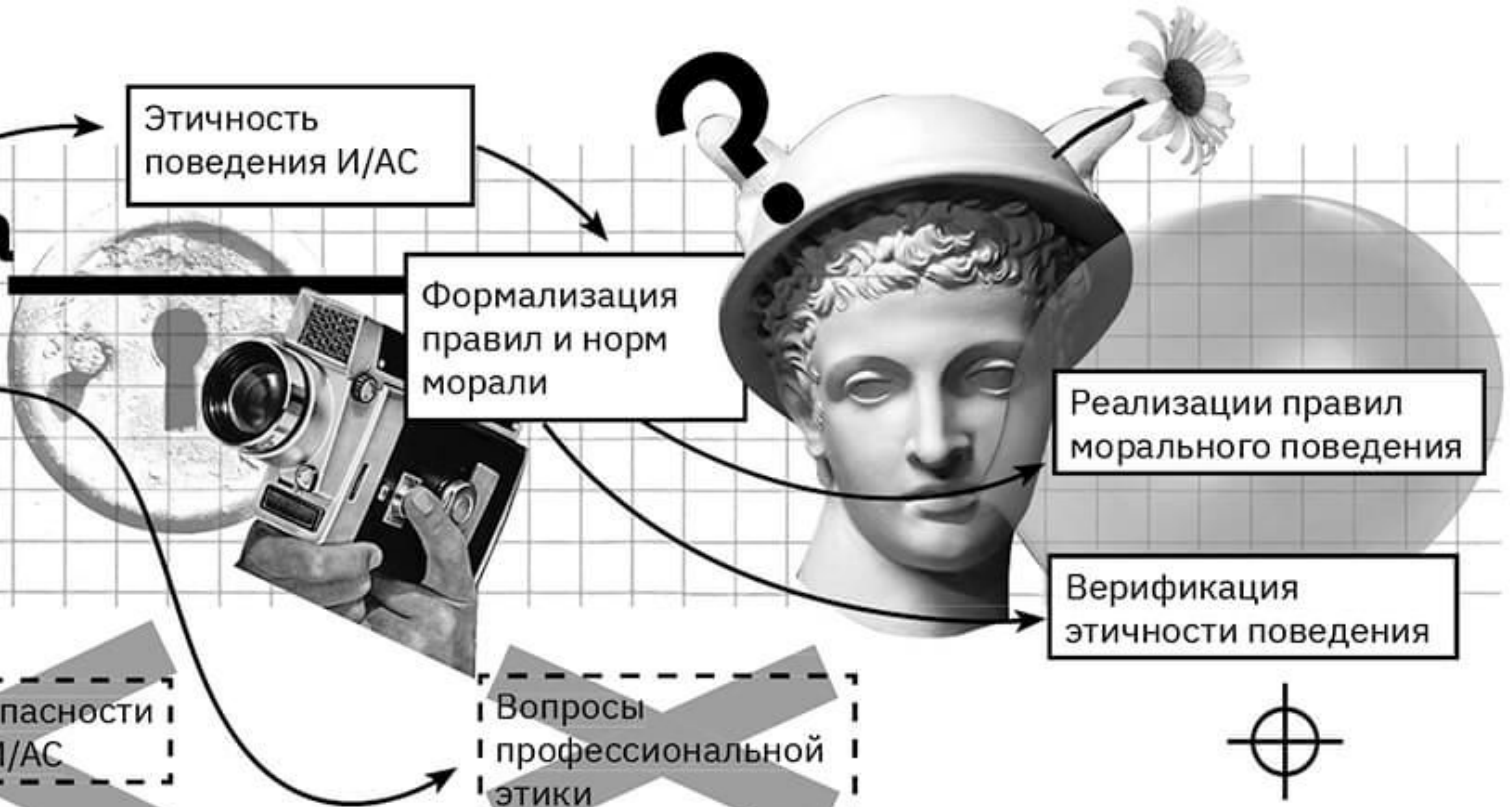 Этичность
поведения И/АС
Формализация
правил и норм
морали
Реализации правил
морального поведения
Верификация
этичности поведения
пасности
И/АС
Вопросы
профессиональной
этики